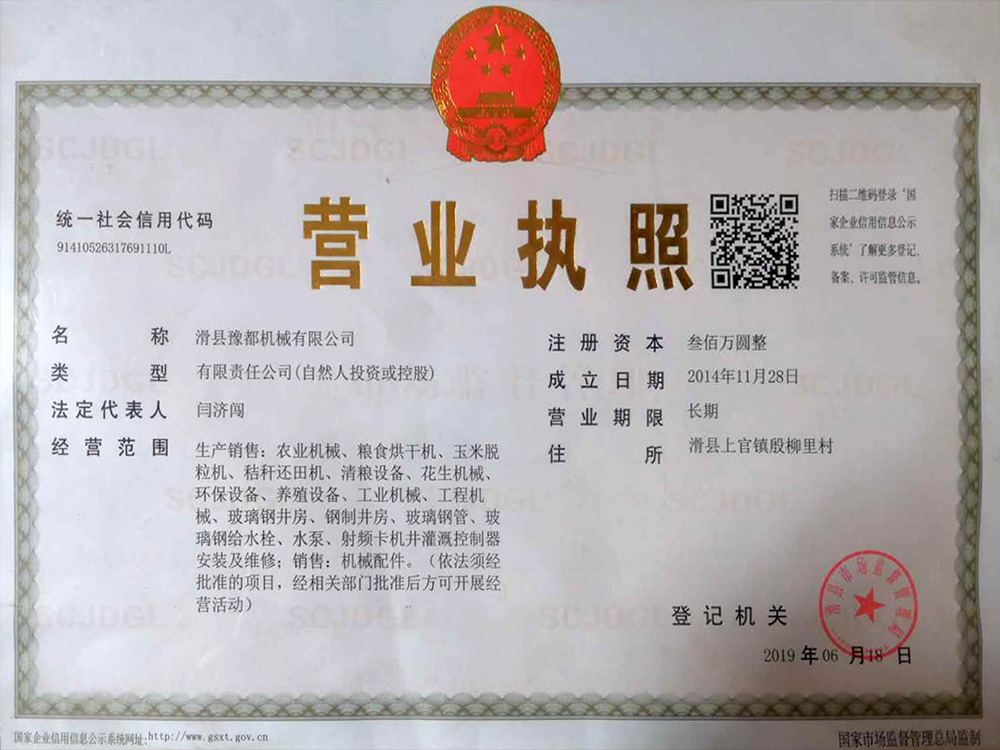 营业执照
统一社会信用代码
91410526317691110L
扫描二维码登录‘国
家企业信用信息公示
系统’了解更多登记、
备案、许可监管信息。
名称 滑县豫都机械有限公司
类型 有限责任公司(自然人投资或控股)
法定代表人 闫济闯
经营范围 生产销售：农业机械、粮食烘干机、玉米脱
粒机、秸秆还田机、清粮设备、花生机械、
环保设备、养殖设备、工业机械、工程机
械、玻璃钢井房、钢制井房、玻璃钢管、玻
璃钢给水栓、水泵、射频卡机井灌溉控制器
安装及维修；销售：机械配件。（依法须经
批准的项目，经相关部门批准后方可开展经
营活动）
注册资本 叁佰万圆整
成立日期 2014年11月28日
营业期限 长期
住所 滑县上官镇殷柳里村
登记机关
滑县市场监督管理局
2019 年 06 月 18 日
国家企业信用信息公示系统网址:http://www.gsxt.gov.cn
国家市场监督管理总局监制
SCJDGL